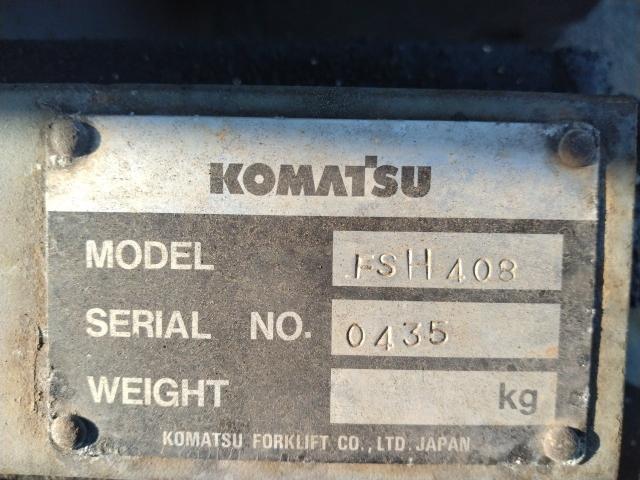 KOMATSU
MODEL FSH408
SERIAL NO. 0435
WEIGHT kg
KOMATSU FORKLIFT CO., LTD. JAPAN